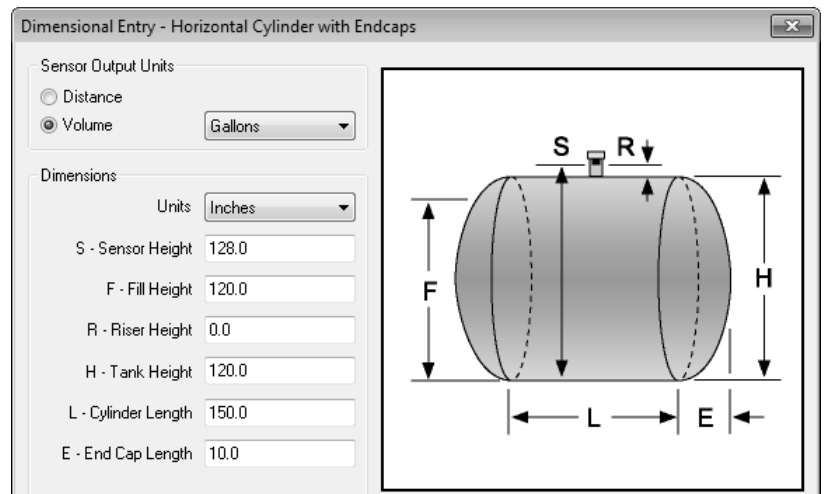 Dimensional Entry - Horizontal Cylinder with Endcaps
Sensor Output Units
Distance
Volume
Gallons
Dimensions
Units
Inches
S - Sensor Height
128.0
F - Fill Height
120.0
R - Riser Height
0.0
H - Tank Height
120.0
L - Cylinder Length
150.0
E - End Cap Length
10.0
S
R
F
H
L
E